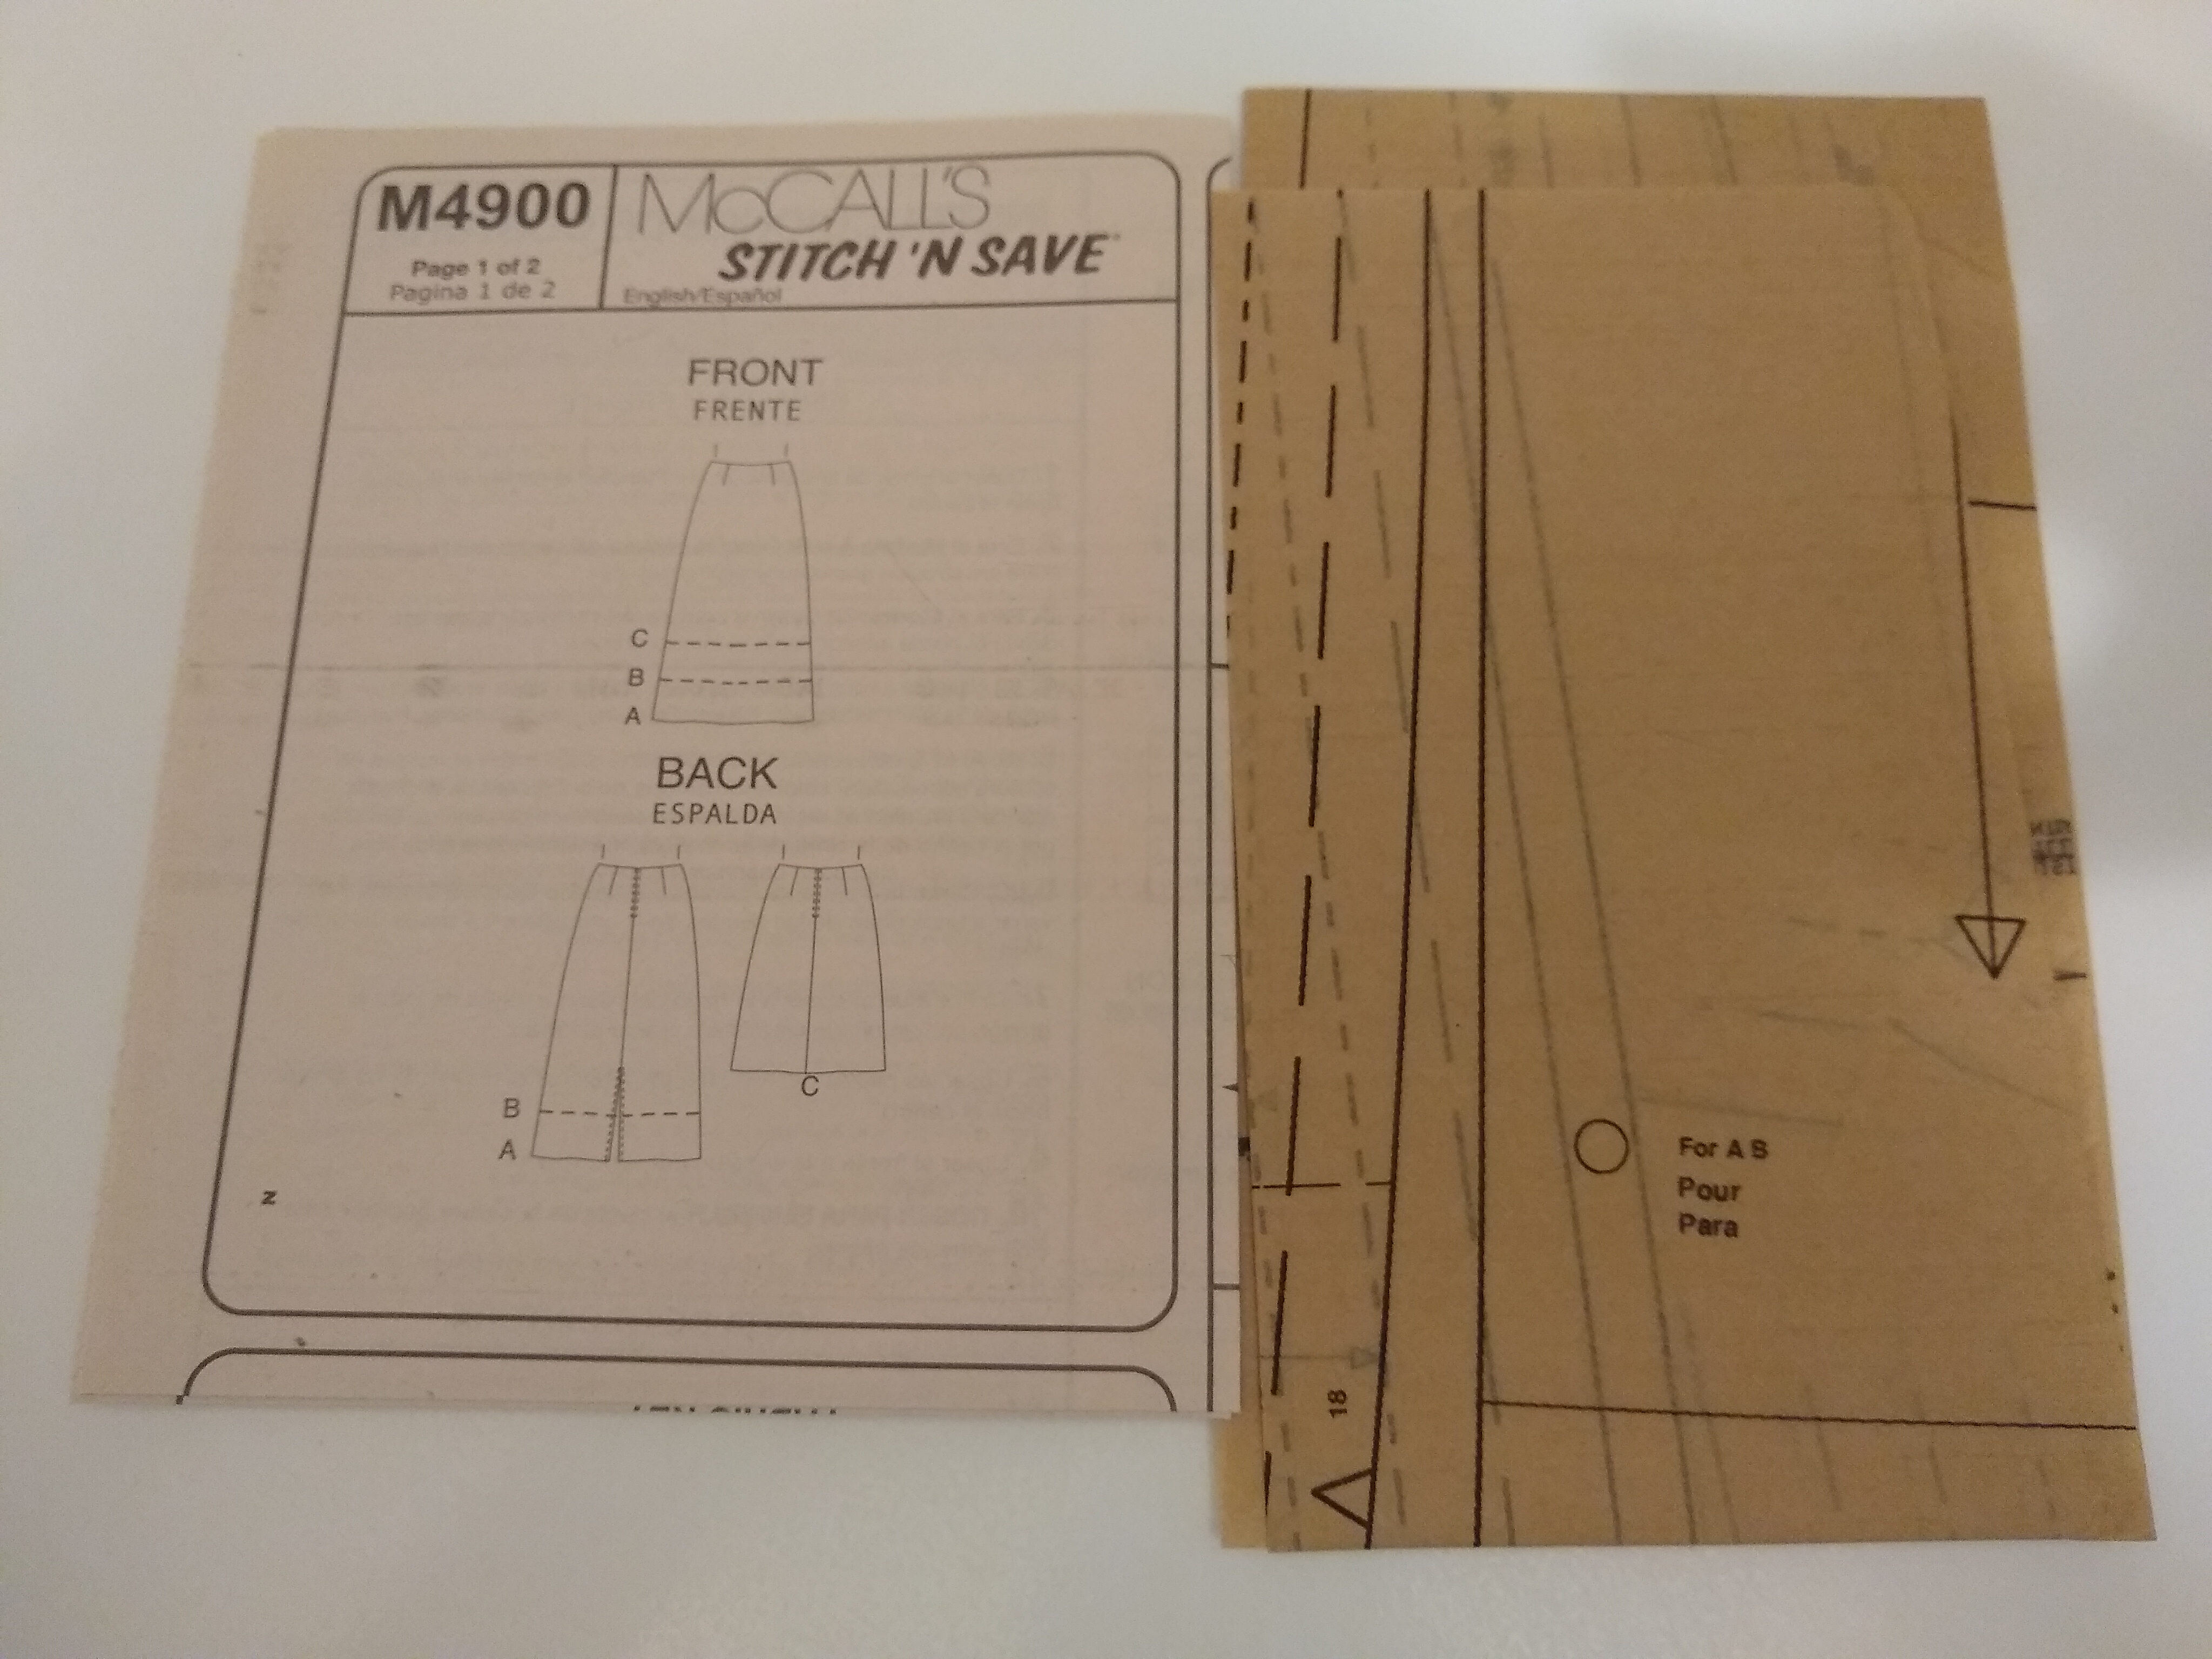 M4900
Page 1 of 2
Pagina 1 de 2
McCALL'S
STITCH 'N SAVE
English/Español
FRONT
FRENTE
C
B
A
BACK
ESPALDA
B
A
C
z
For A B
Pour
Para
18